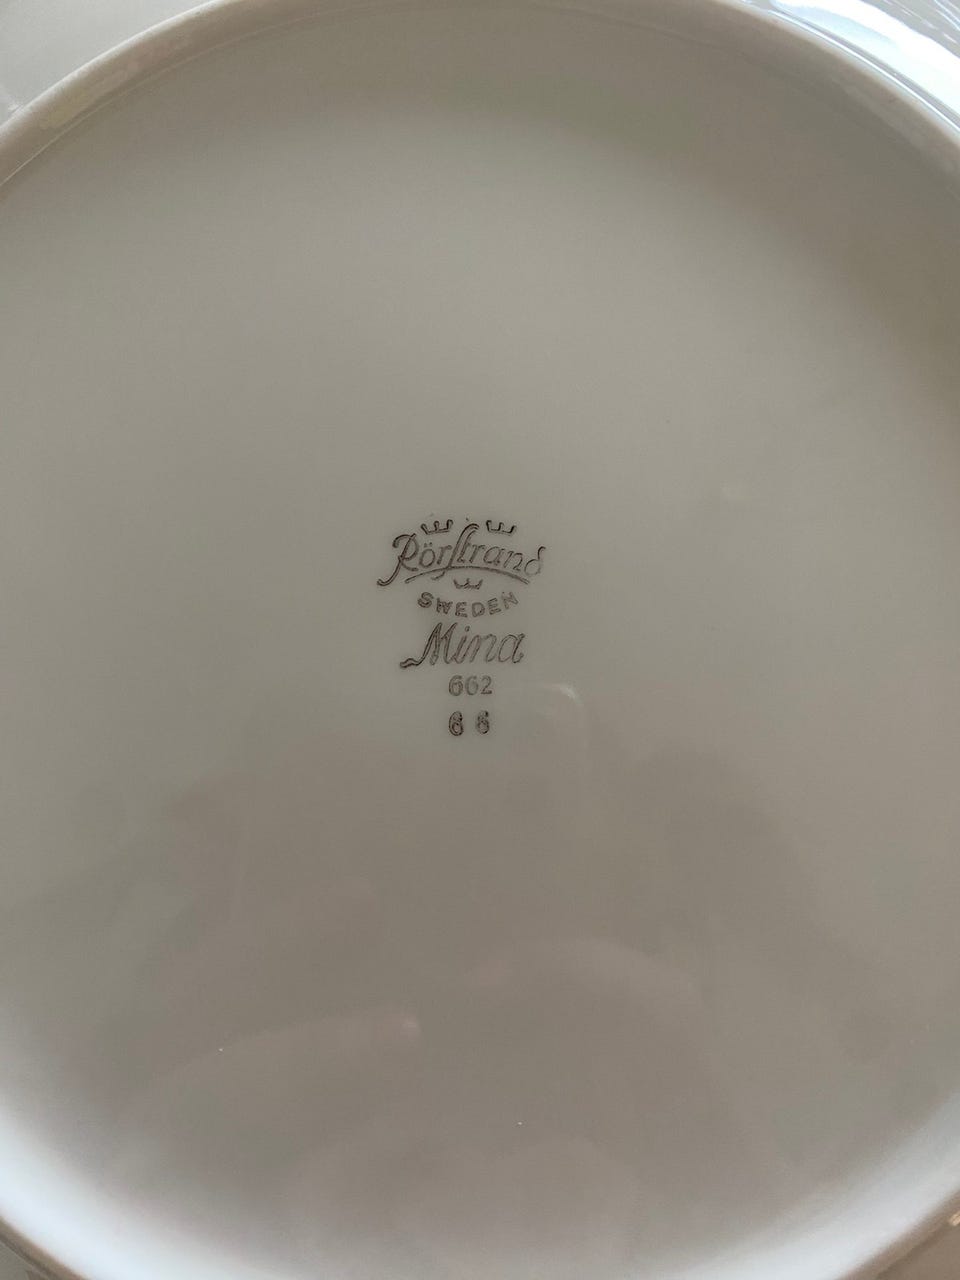 Rörstrand
SWEDEN
Mina
662
6 6